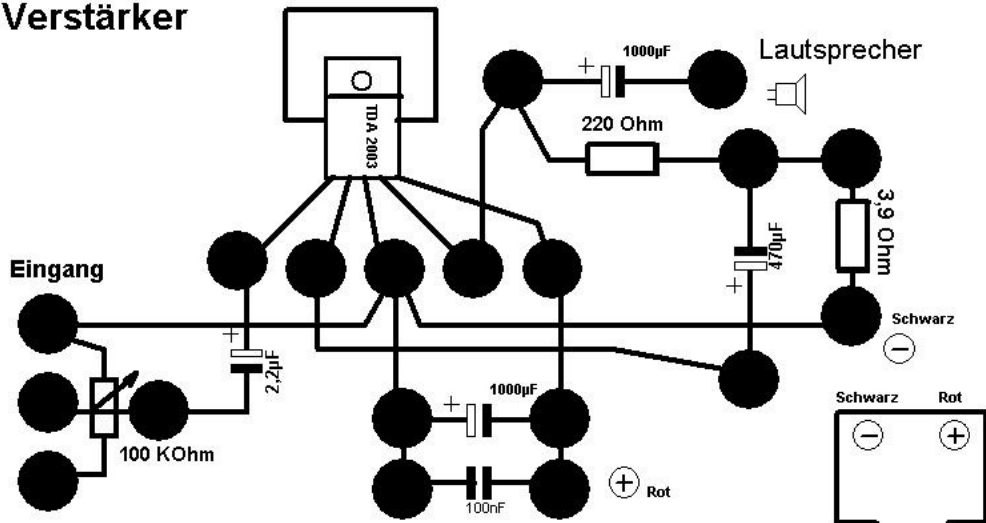 Verstärker
1000µF
Lautsprecher
+
220 Ohm
TDA 2003
3,9 Ohm
470µF
+
Eingang
+
2,2µF
Schwarz
−
1000µF
+
Schwarz
Rot
−
+
100 KOhm
100nF
+
Rot